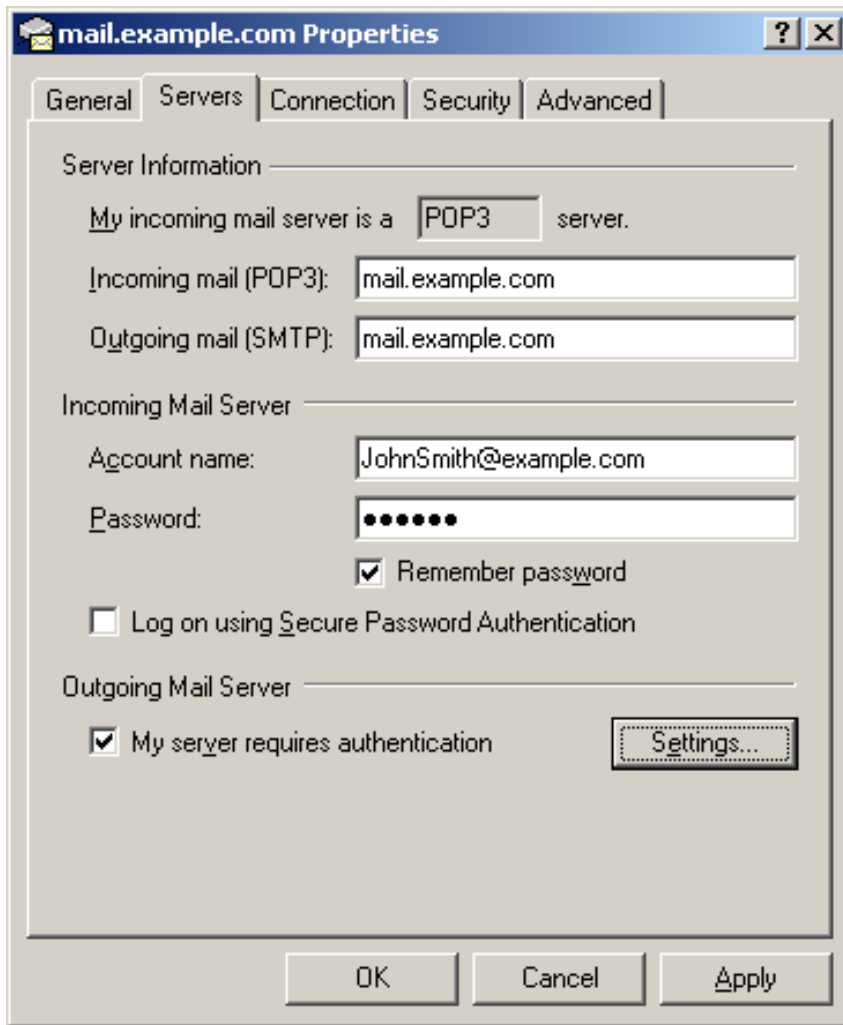 mail.example.com Properties
General Servers Connection Security Advanced
Server Information
My incoming mail server is a POP3 server.
Incoming mail (POP3): mail.example.com
Outgoing mail (SMTP): mail.example.com
Incoming Mail Server
Account name: JohnSmith@example.com
Password: ●●●●●●
Remember password
Log on using Secure Password Authentication
Outgoing Mail Server
My server requires authentication Settings...
OK Cancel Apply